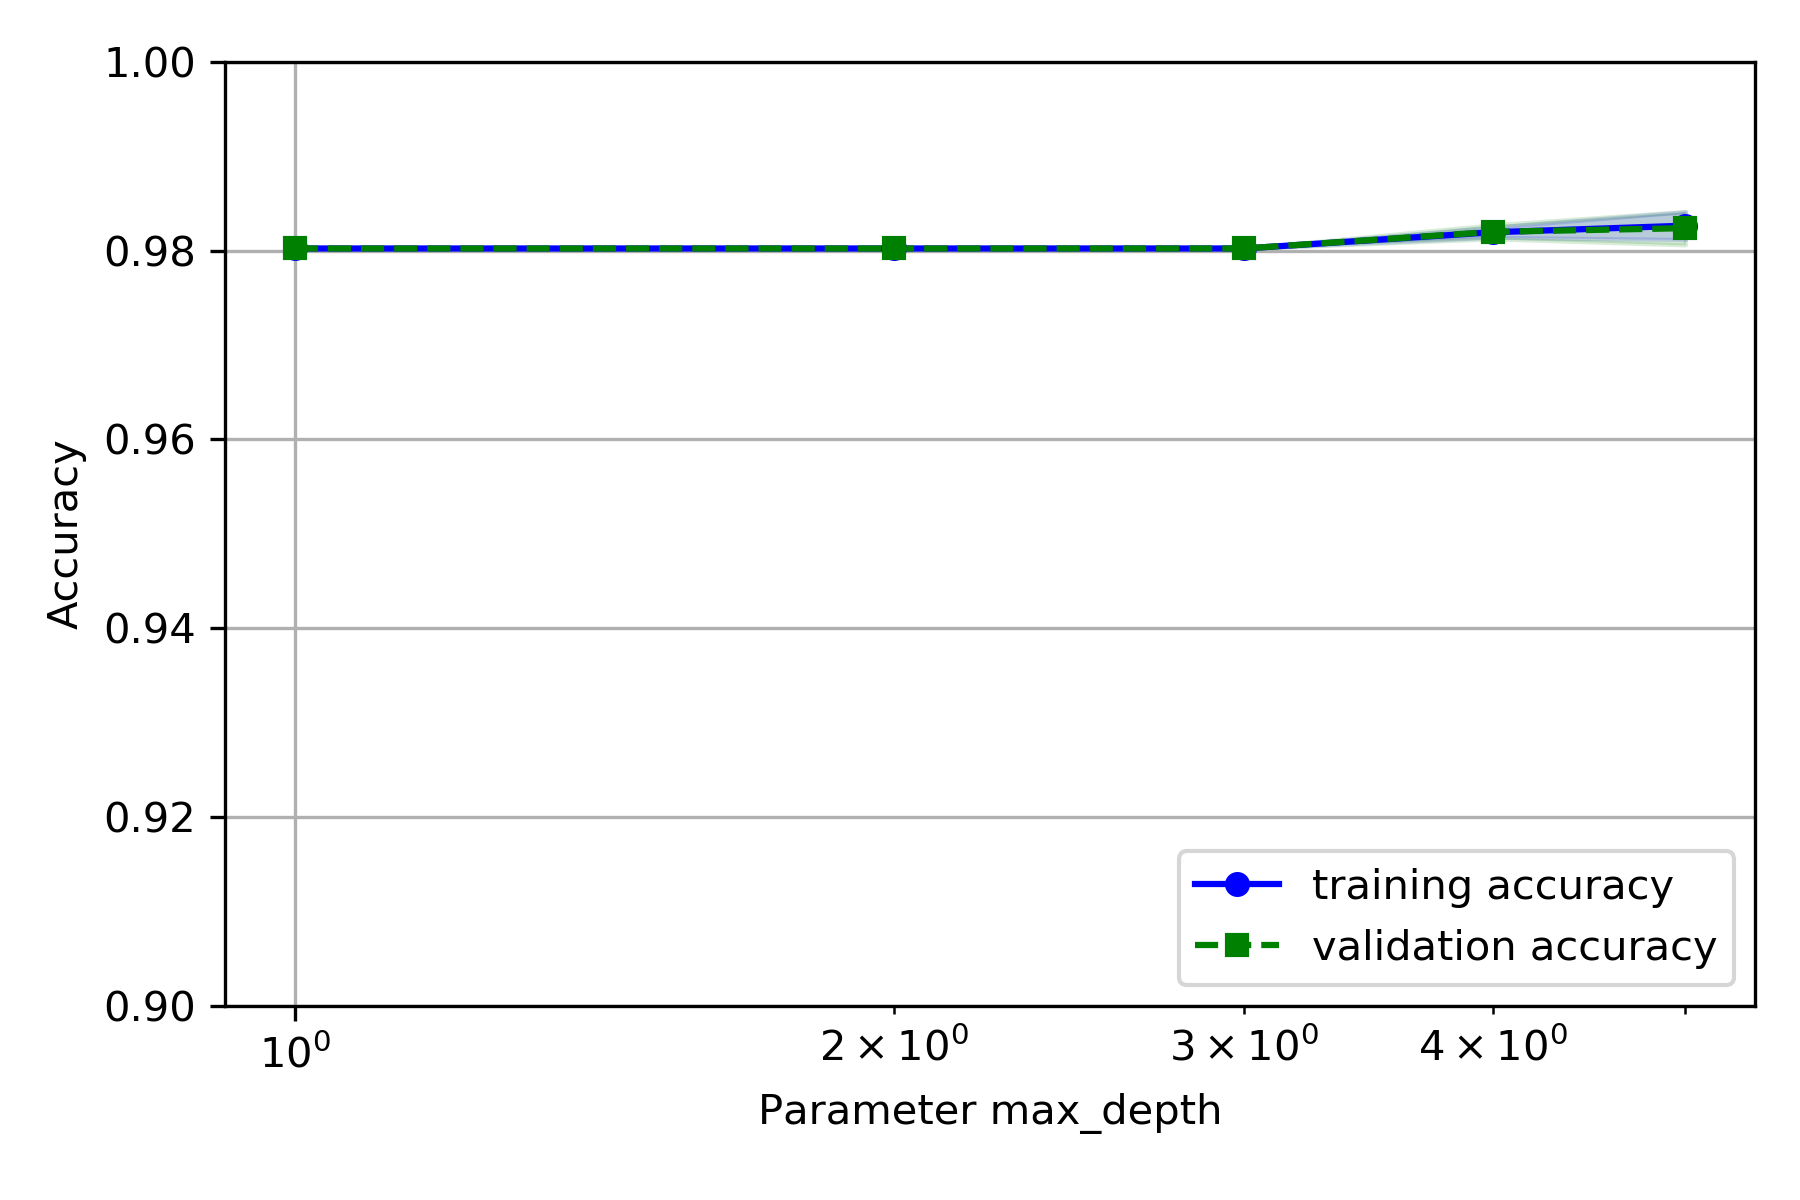 1.00
0.98
0.96
0.94
0.92
0.90
Accuracy
training accuracy
validation accuracy
10⁰
2 × 10⁰
3 × 10⁰
4 × 10⁰
Parameter max_depth